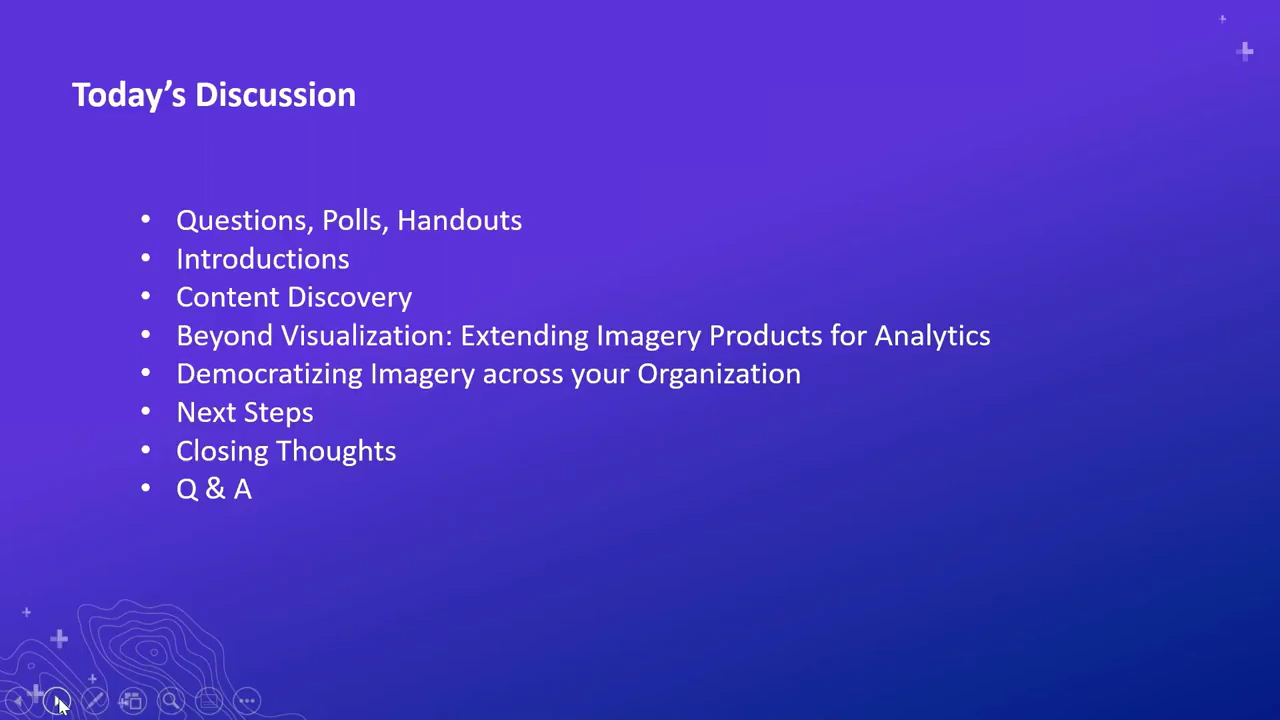 Today’s Discussion
• Questions, Polls, Handouts
• Introductions
• Content Discovery
• Beyond Visualization: Extending Imagery Products for Analytics
• Democratizing Imagery across your Organization
• Next Steps
• Closing Thoughts
• Q & A